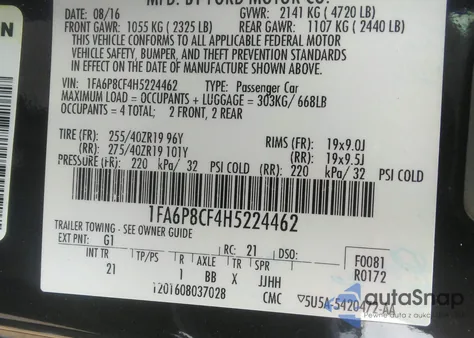 MFD. BY FORD MOTOR CO.
DATE: 08/16 GVWR: 2141 KG ( 4720 LB)
FRONT GAWR: 1055 KG ( 2325 LB) REAR GAWR: 1107 KG ( 2440 LB)
THIS VEHICLE CONFORMS TO ALL APPLICABLE FEDERAL MOTOR
VEHICLE SAFETY, BUMPER, AND THEFT PREVENTION STANDARDS
IN EFFECT ON THE DATE OF MANUFACTURE SHOWN ABOVE.
VIN: 1FA6P8CF4H5224462 TYPE: Passenger Car
MAXIMUM LOAD = OCCUPANTS + LUGGAGE = 303KG/668LB
OCCUPANTS = 4 TOTAL: 2 FRONT, 2 REAR
TIRE (FR): 255/40ZR19 96Y RIMS (FR): 19x9.0J
(RR): 275/40ZR19 101Y (RR): 19x9.5J
PRESSURE (FR): 220 kPa/ 32 PSI COLD (RR): 220 kPa/ 32 PSI COLD
1FA6P8CF4H5224462
TRAILER TOWING - SEE OWNER GUIDE
EXT PNT: G1 RC: 21 DSO: F0081
INT TR TP/PS R AXLE TR SPR R0172
21 1 BB X JJHH
1201608037028 CMC 5U5A-5420472-AA
autoSnap
Pewne auto z USA